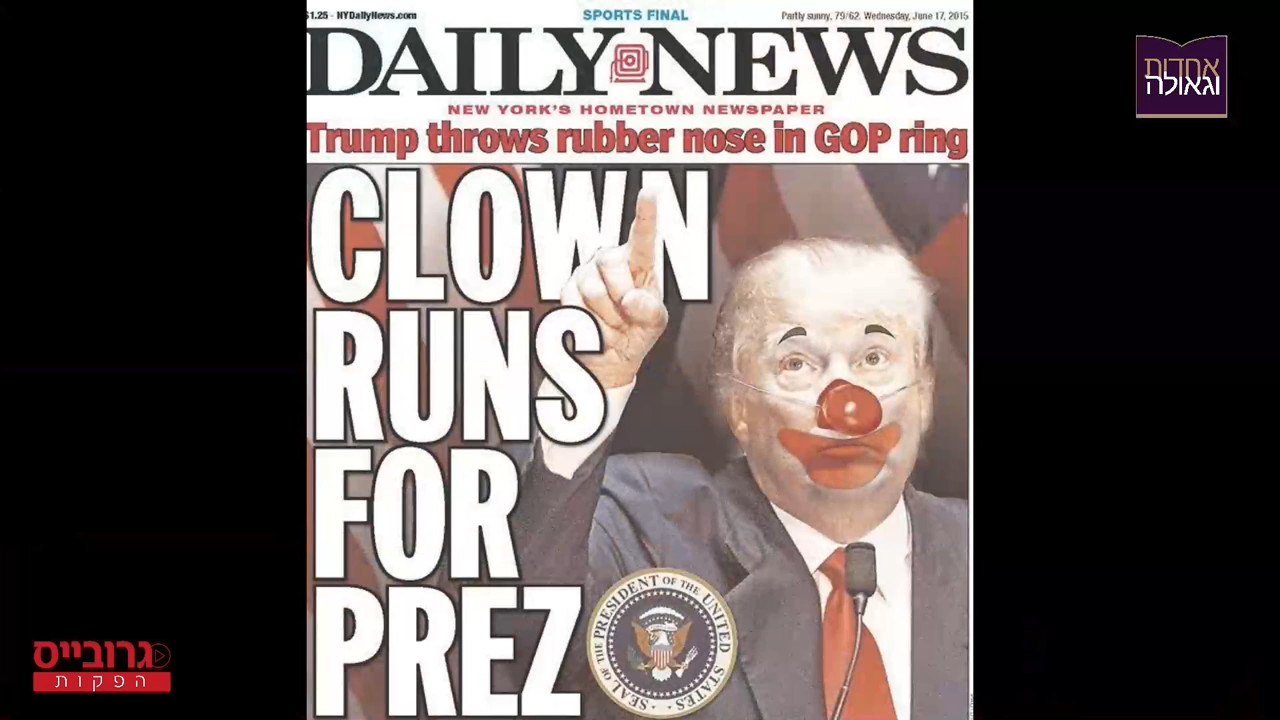 $1.25 - NYDailyNews.com
SPORTS FINAL
Partly sunny, 79/62. Wednesday, June 17, 2015
DAILY NEWS
NEW YORK'S HOMETOWN NEWSPAPER
Trump throws rubber nose in GOP ring
CLOWN
RUNS
FOR
PREZ
SEAL OF THE PRESIDENT OF THE UNITED STATES
אחדות
וגאולה
גרובייס
הפקות